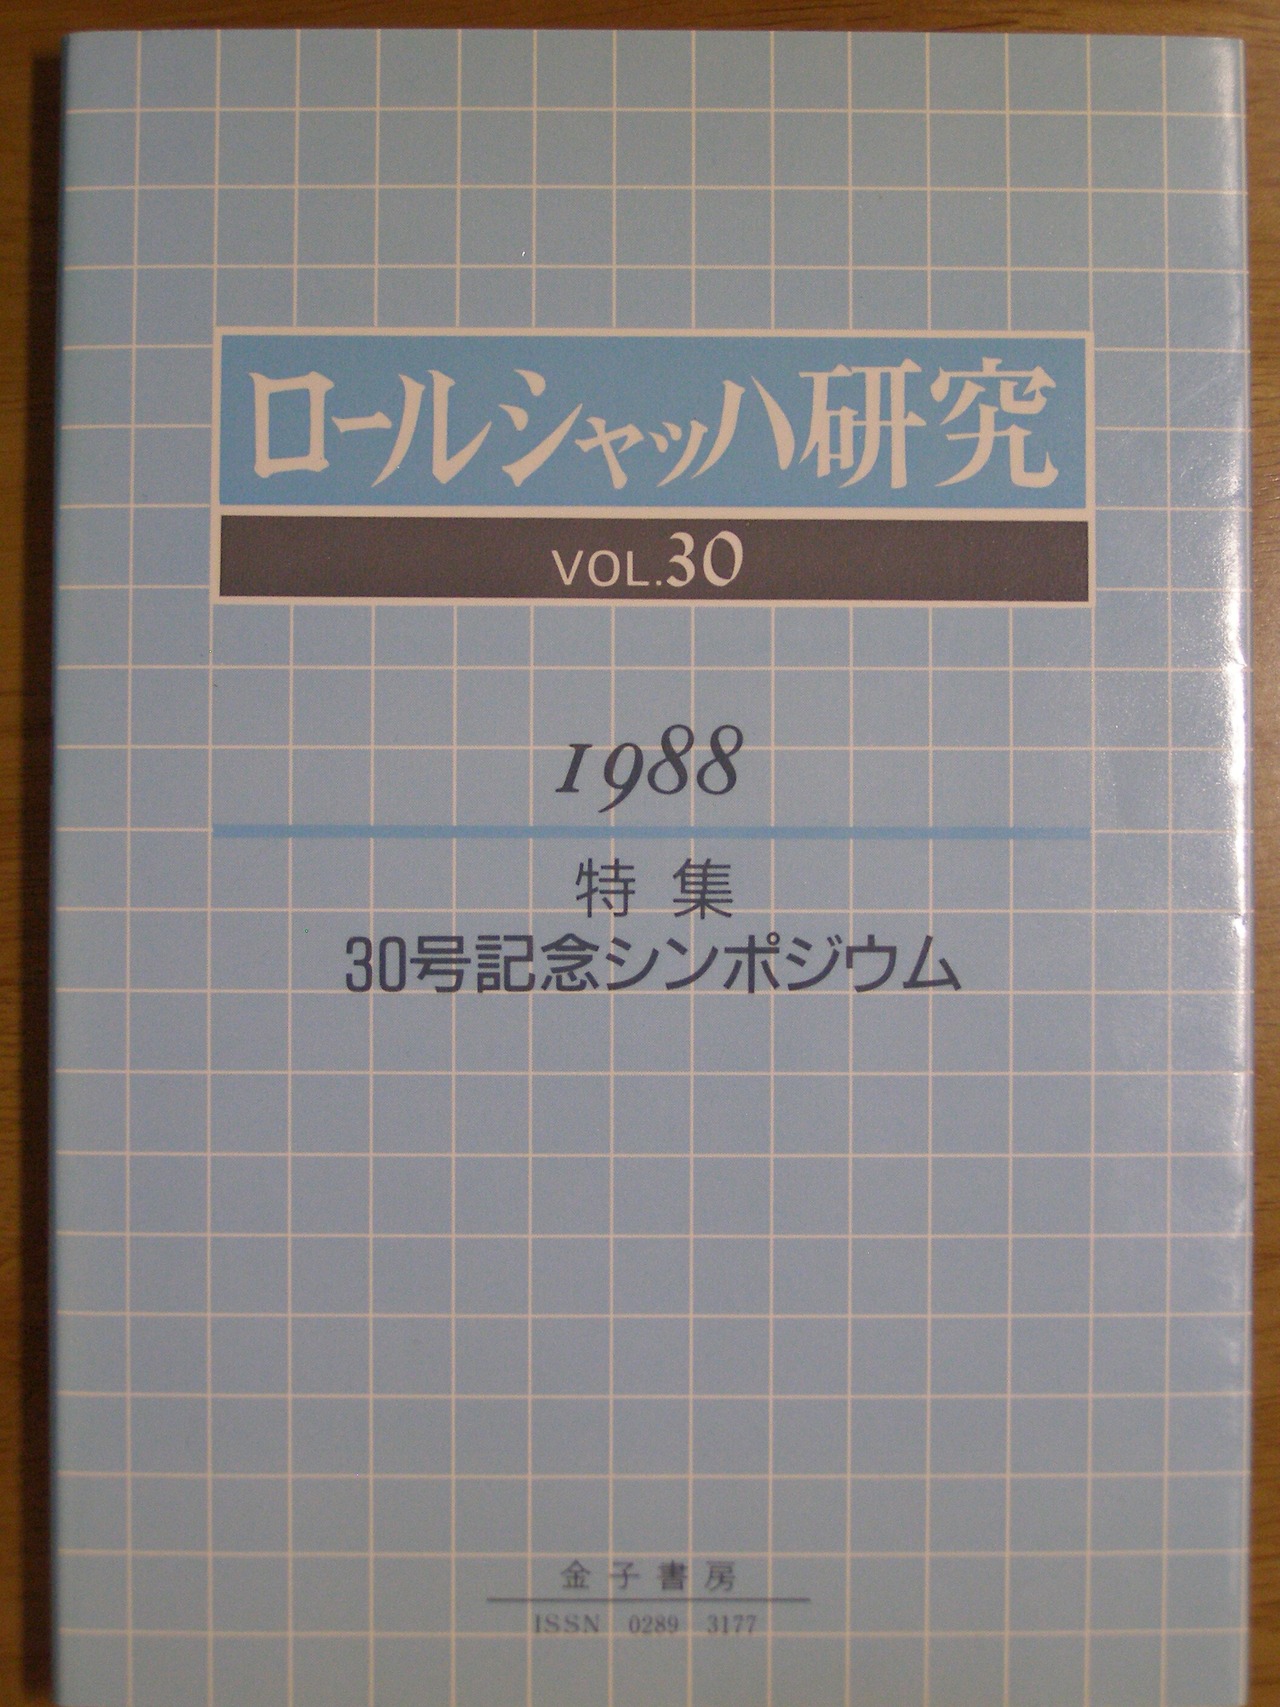 ロールシャッハ研究
VOL.30
1988
特集
30号記念シンポジウム
金子書房
ISSN 0289 3177